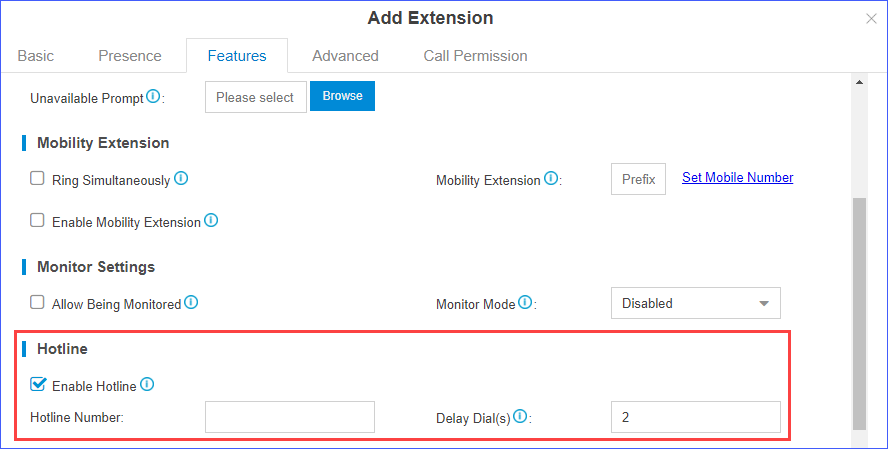 Add Extension
Basic Presence Features Advanced Call Permission
Unavailable Prompt : Please select Browse
Mobility Extension
Ring Simultaneously Mobility Extension : Prefix Set Mobile Number
Enable Mobility Extension
Monitor Settings
Allow Being Monitored Monitor Mode : Disabled
Hotline
Enable Hotline
Hotline Number: Delay Dial(s) : 2